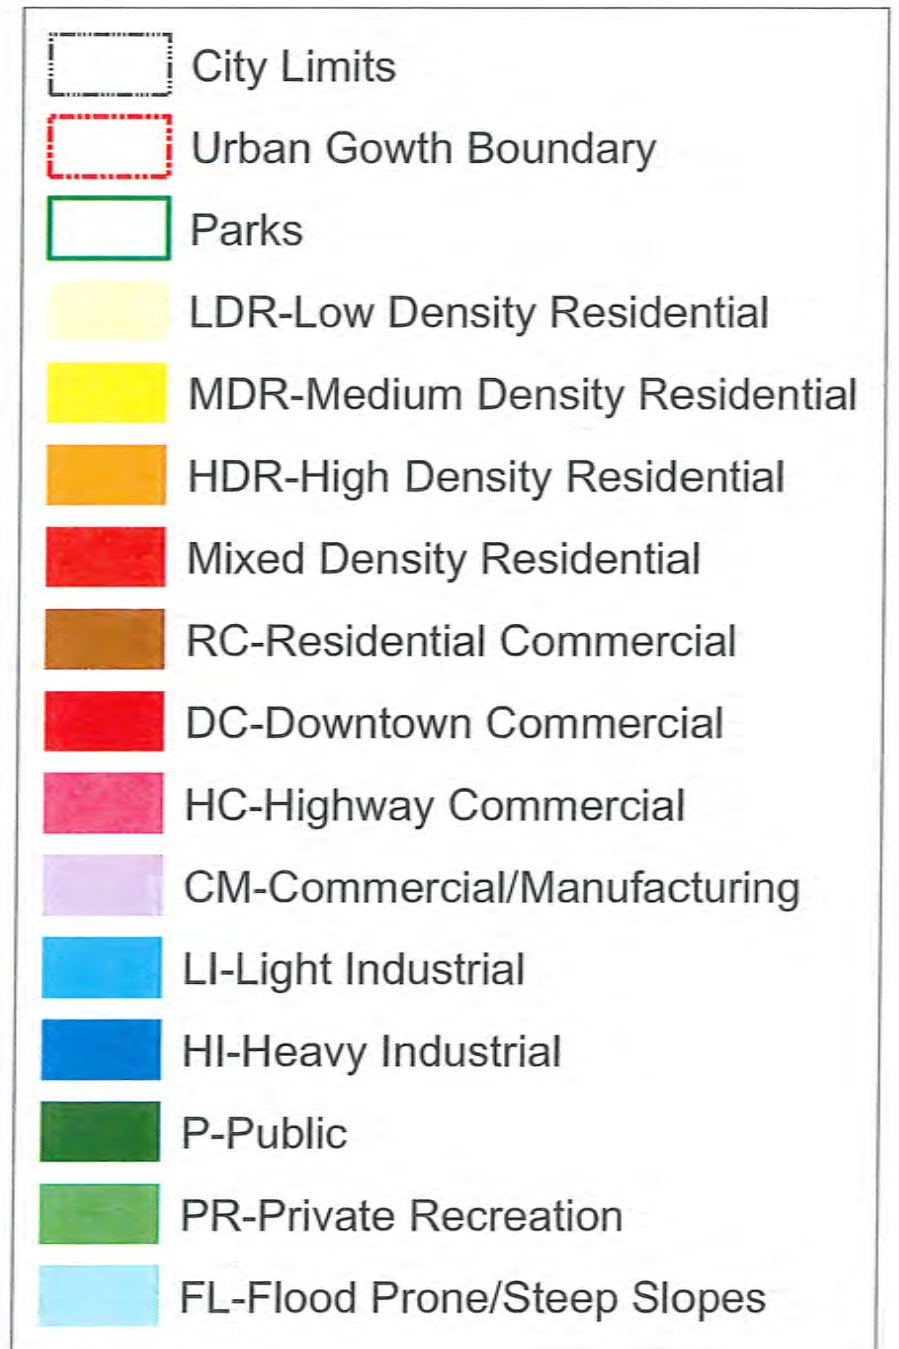 City Limits
Urban Gowth Boundary
Parks
LDR-Low Density Residential
MDR-Medium Density Residential
HDR-High Density Residential
Mixed Density Residential
RC-Residential Commercial
DC-Downtown Commercial
HC-Highway Commercial
CM-Commercial/Manufacturing
LI-Light Industrial
HI-Heavy Industrial
P-Public
PR-Private Recreation
FL-Flood Prone/Steep Slopes